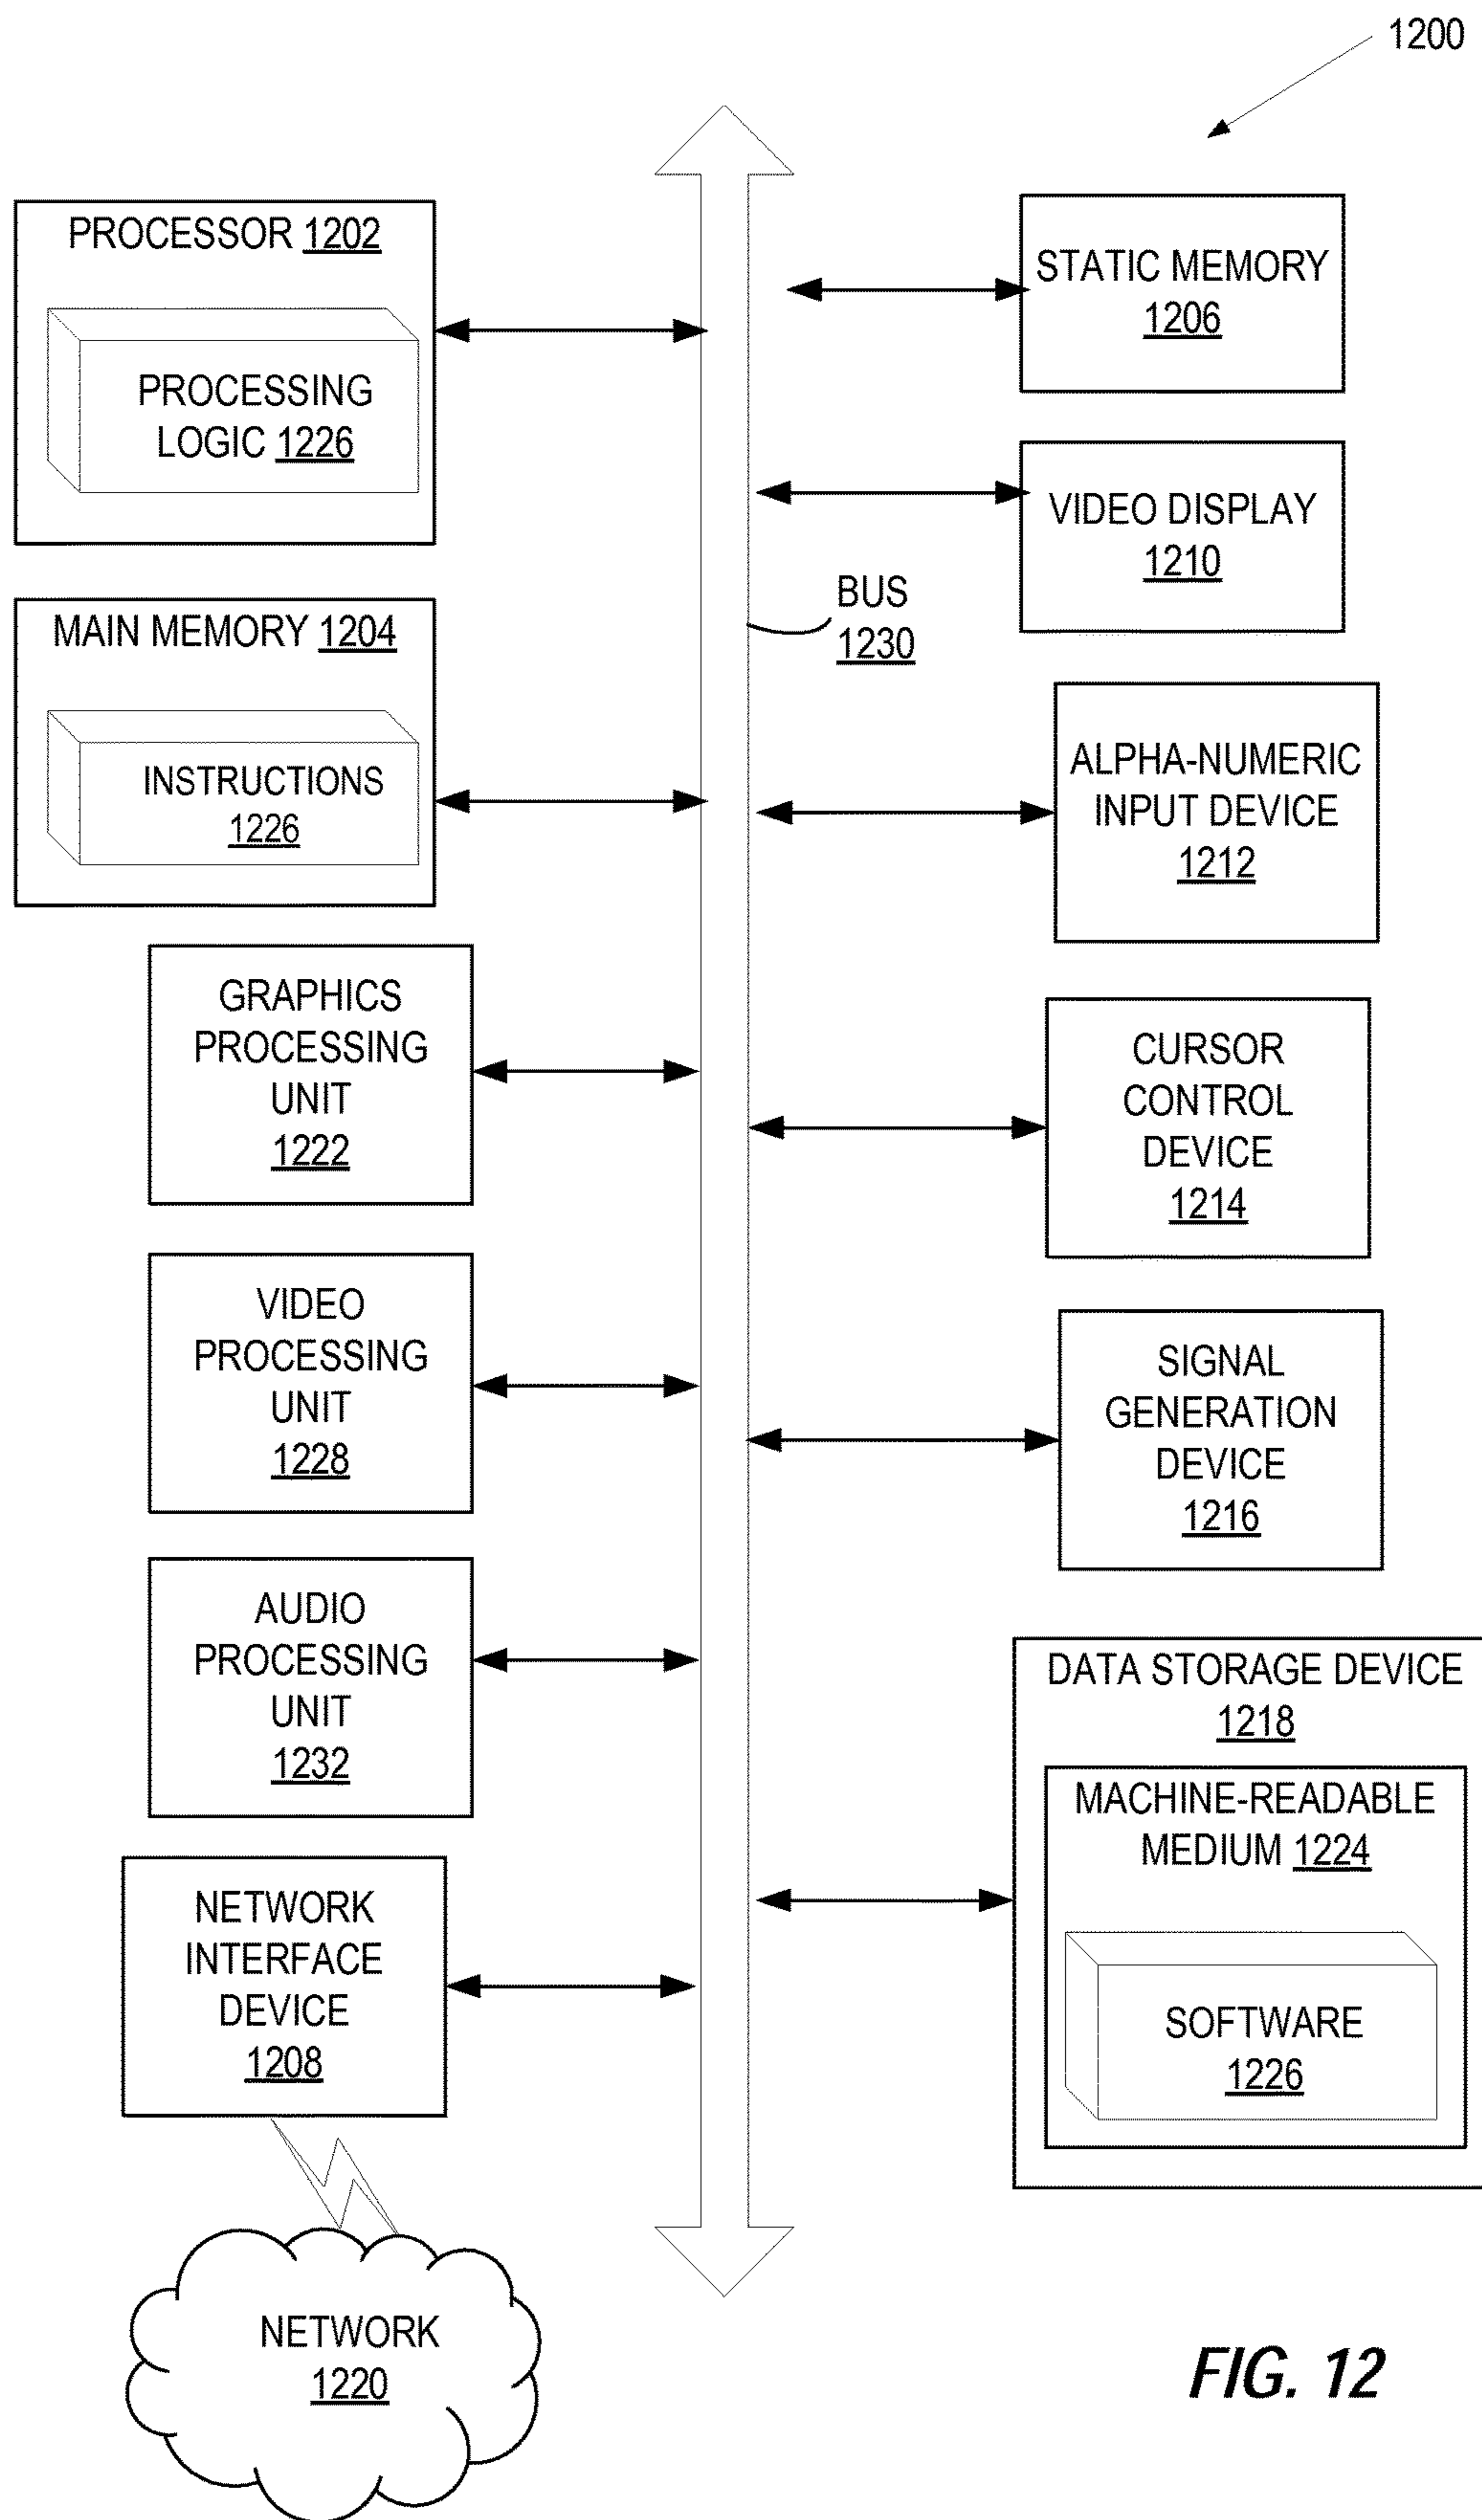 1200
PROCESSOR 1202
PROCESSING
LOGIC 1226
MAIN MEMORY 1204
INSTRUCTIONS
1226
GRAPHICS
PROCESSING
UNIT
1222
VIDEO
PROCESSING
UNIT
1228
AUDIO
PROCESSING
UNIT
1232
NETWORK
INTERFACE
DEVICE
1208
NETWORK
1220
BUS
1230
STATIC MEMORY
1206
VIDEO DISPLAY
1210
ALPHA-NUMERIC
INPUT DEVICE
1212
CURSOR
CONTROL
DEVICE
1214
SIGNAL
GENERATION
DEVICE
1216
DATA STORAGE DEVICE
1218
MACHINE-READABLE
MEDIUM 1224
SOFTWARE
1226
FIG. 12